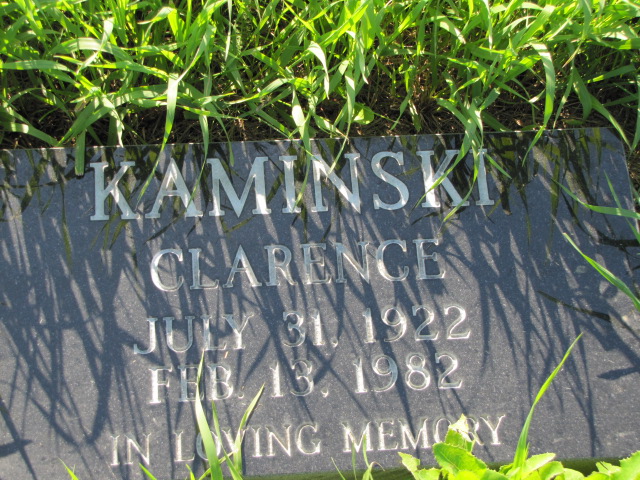 KAMINSKI
CLARENCE
JULY 31, 1922
FEB. 13, 1982
IN LOVING MEMORY